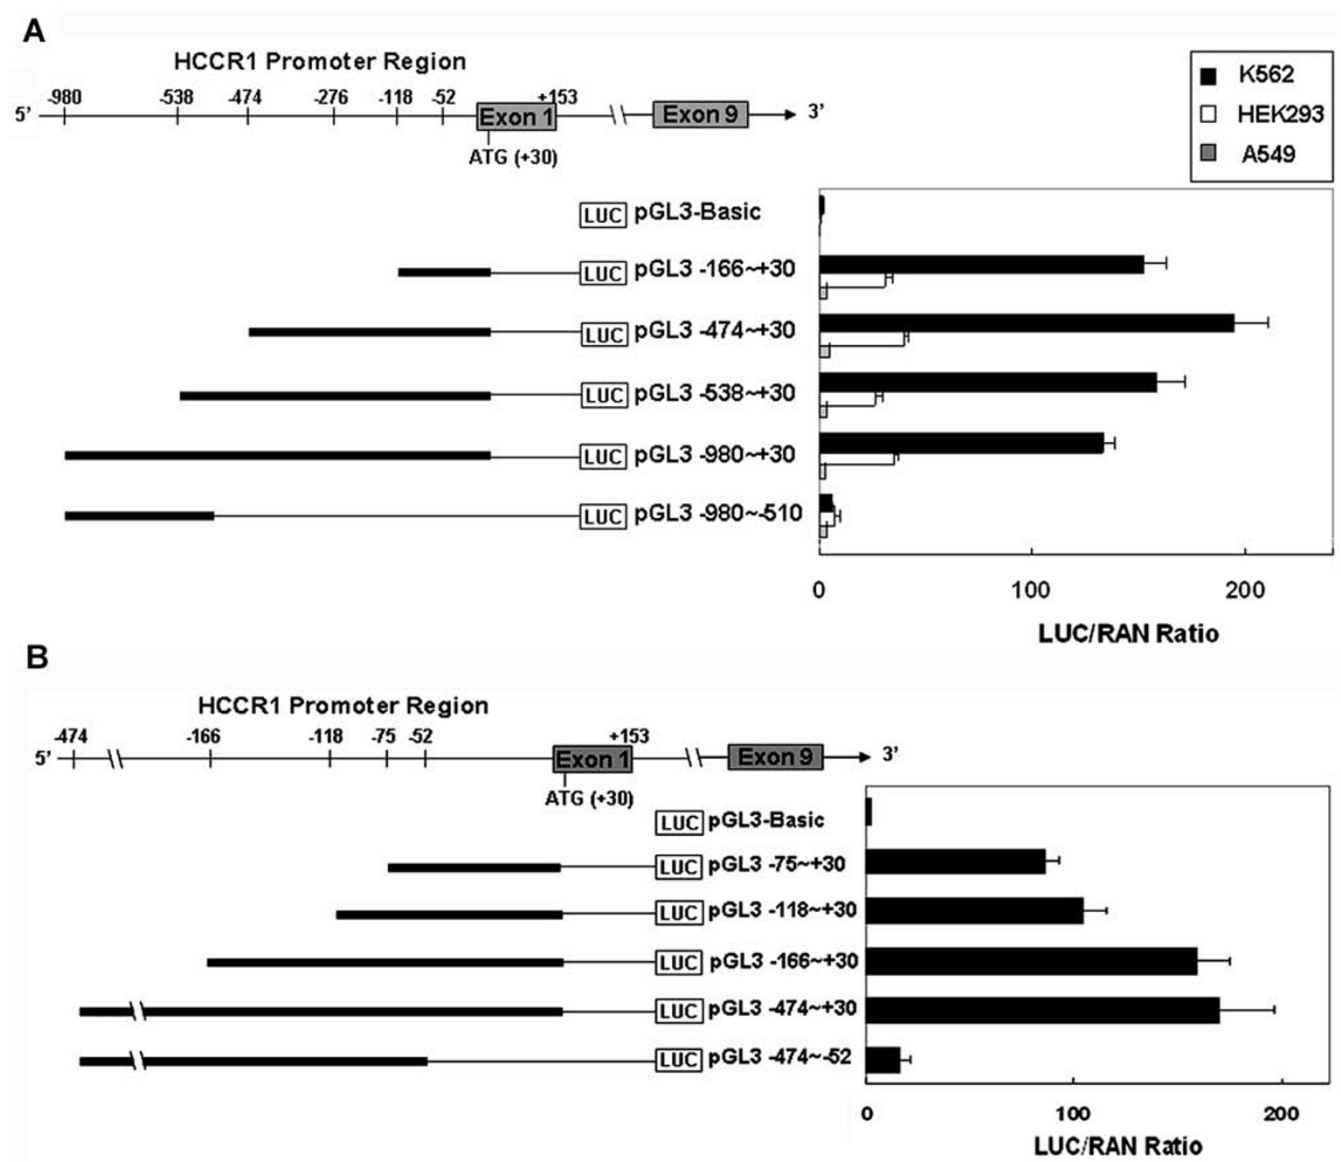 A
HCCR1 Promoter Region
-980 -538 -474 -276 -118 -52 +153
5' Exon 1 Exon 9 3'
ATG (+30)
K562
HEK293
A549
LUC pGL3-Basic
LUC pGL3 -166~+30
LUC pGL3 -474~+30
LUC pGL3 -538~+30
LUC pGL3 -980~+30
LUC pGL3 -980~-510
0 100 200
LUC/RAN Ratio
B
HCCR1 Promoter Region
-474 -166 -118 -75 -52 +153
5' Exon 1 Exon 9 3'
ATG (+30)
LUC pGL3-Basic
LUC pGL3 -75~+30
LUC pGL3 -118~+30
LUC pGL3 -166~+30
LUC pGL3 -474~+30
LUC pGL3 -474~-52
0 100 200
LUC/RAN Ratio